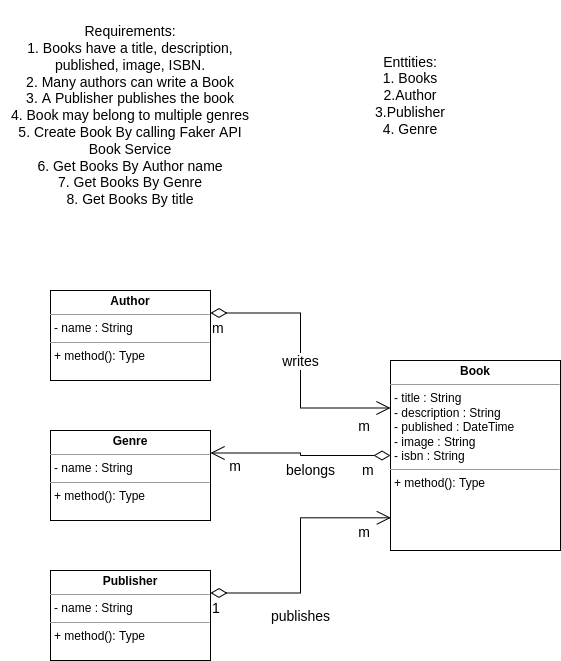 Requirements:
1. Books have a title, description,
published, image, ISBN.
2. Many authors can write a Book
3. A Publisher publishes the book
4. Book may belong to multiple genres
5. Create Book By calling Faker API
Book Service
6. Get Books By Author name
7. Get Books By Genre
8. Get Books By title
Enttities:
1. Books
2.Author
3.Publisher
4. Genre
Author
- name : String
+ method(): Type
m
writes
m
Book
- title : String
- description : String
- published : DateTime
- image : String
- isbn : String
+ method(): Type
Genre
- name : String
+ method(): Type
m
belongs
m
Publisher
- name : String
+ method(): Type
1
publishes
m